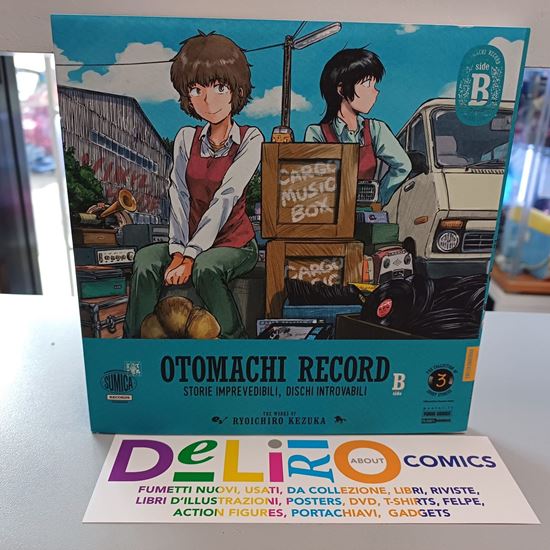 side
B
CARGO
MUSIC
BOX
CARGO
OTOMACHI RECORD B
side
STORIE IMPREVEDIBILI, DISCHI INTROVABILI
THE WORKS OF
RYOICHIRO KEZUKA
SUMICA
RECORDS
3
DeLiRiO ABOUT COMICS
FUMETTI NUOVI, USATI, DA COLLEZIONE, LIBRI, RIVISTE,
LIBRI D'ILLUSTRAZIONI, POSTERS, DVD, T-SHIRTS, FELPE,
ACTION FIGURES, PORTACHIAVI, GADGETS